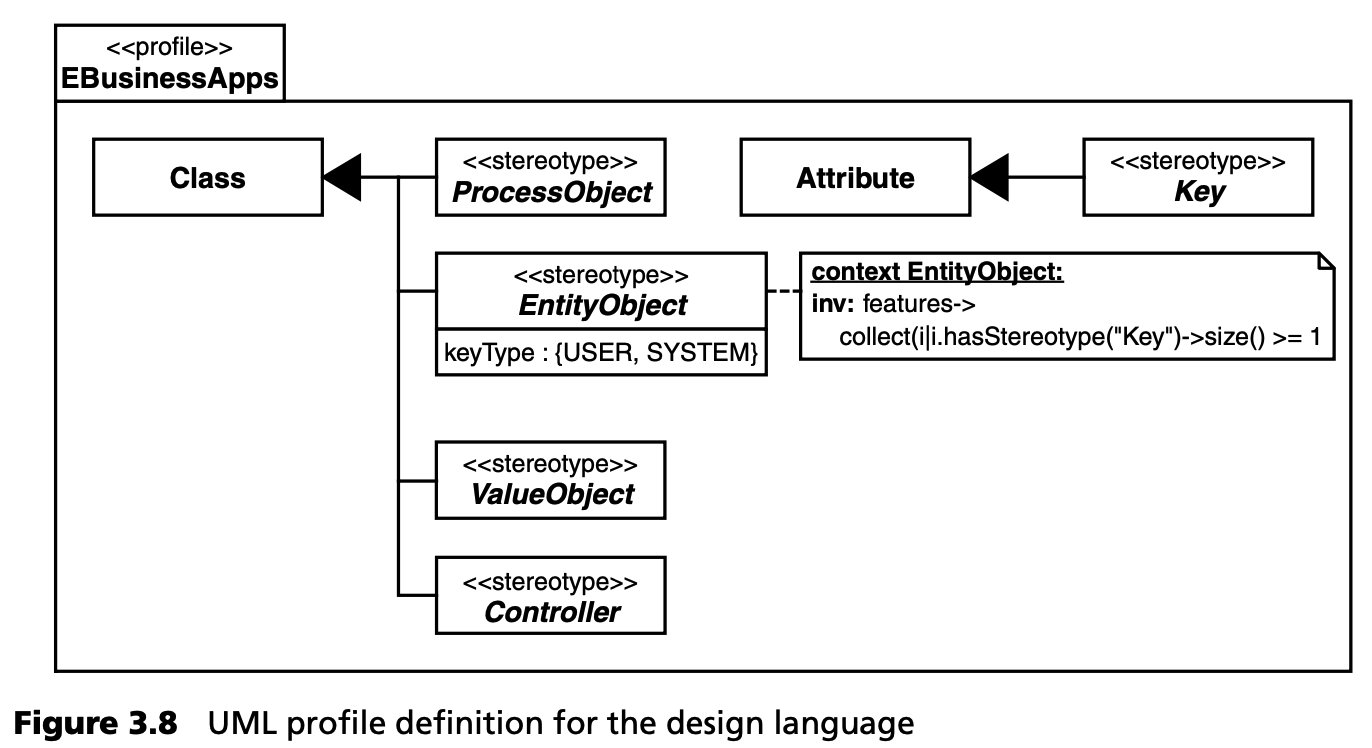 <<profile>>
EBusinessApps
Class
<<stereotype>>
ProcessObject
Attribute
<<stereotype>>
Key
<<stereotype>>
EntityObject
keyType : {USER, SYSTEM}
context EntityObject:
inv: features->
collect(i|i.hasStereotype("Key")->size() >= 1
<<stereotype>>
ValueObject
<<stereotype>>
Controller
Figure 3.8 UML profile definition for the design language